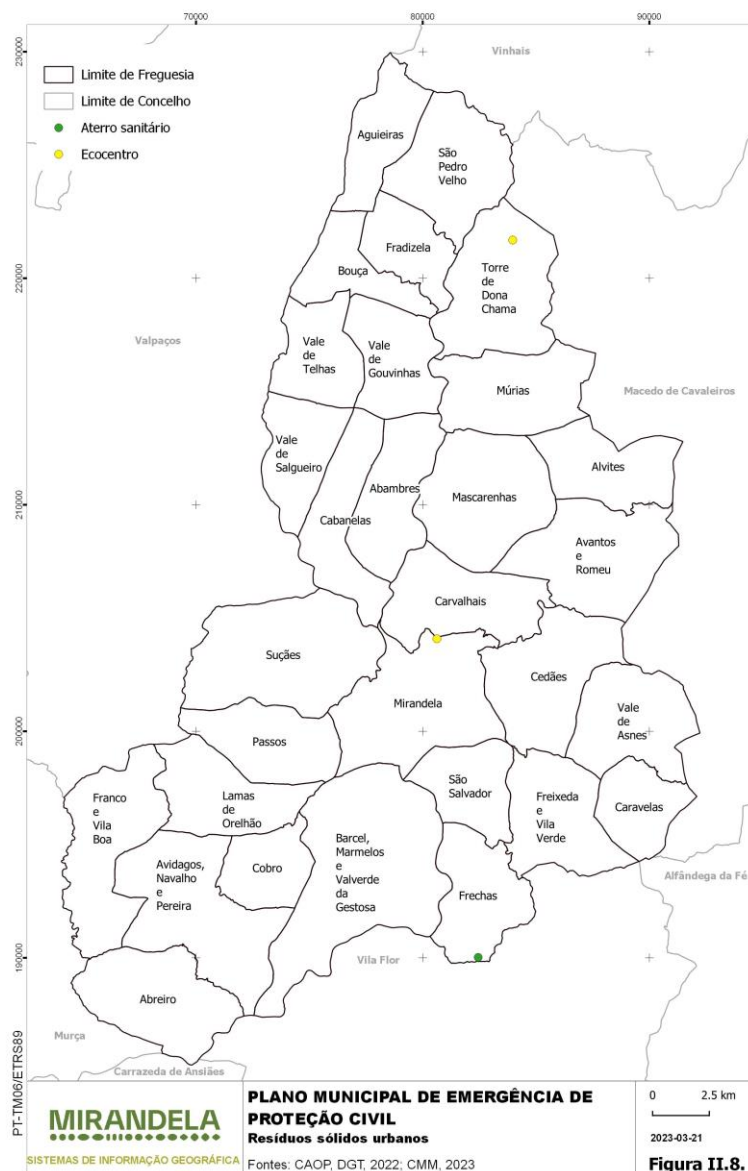 70000
80000
90000
230000
220000
210000
200000
190000
Limite de Freguesia
Limite de Concelho
Aterro sanitário
Ecocentro
Vinhais
Aguieiras
São
Pedro
Velho
Fradizela
Bouça
Torre
de
Dona
Chama
Valpaços
Vale
de
Telhas
Vale
de
Gouvinhas
Múrias
Macedo de Cavaleiros
Vale
de
Salgueiro
Abambres
Cabanelas
Mascarenhas
Alvites
Avantos
e
Romeu
Carvalhais
Suçães
Cedães
Mirandela
Vale
de
Asnes
Passos
São
Salvador
Franco
e Vila
Boa
Lamas
de
Orelhão
Freixeda
e
Vila
Verde
Caravelas
Barcel,
Marmelos
e
Valverde
da
Gestosa
Avidagos,
Navalho
e
Pereira
Cobro
Frechas
Alfândega da Fé
Vila Flor
Abreiro
Murça
Carrazeda de Ansiães
PT-TM06/ETRS89
MIRANDELA
SISTEMAS DE INFORMAÇÃO GEOGRÁFICA
PLANO MUNICIPAL DE EMERGÊNCIA DE
PROTEÇÃO CIVIL
Resíduos sólidos urbanos
Fontes: CAOP, DGT, 2022; CMM, 2023
0 2.5 km
2023-03-21
Figura II.8.